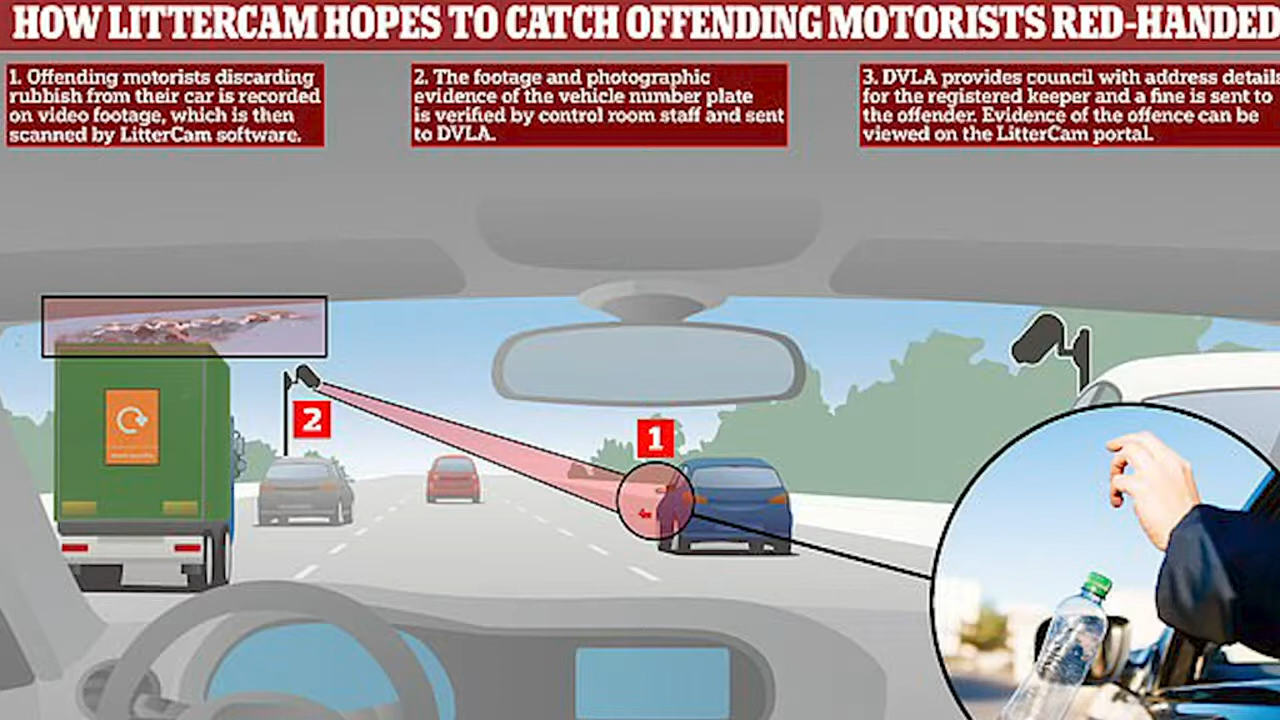 HOW LITTERCAM HOPES TO CATCH OFFENDING MOTORISTS RED-HANDED
1. Offending motorists discarding
rubbish from their car is recorded
on video footage, which is then
scanned by LitterCam software.
2. The footage and photographic
evidence of the vehicle number plate
is verified by control room staff and sent
to DVLA.
3. DVLA provides council with address details
for the registered keeper and a fine is sent to
the offender. Evidence of the offence can be
viewed on the LitterCam portal.
2
1